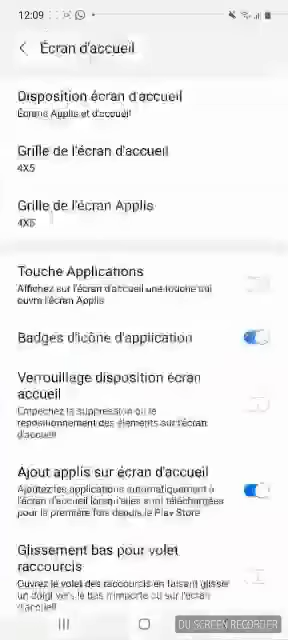 12:09
Écran d'accueil
Disposition écran d'accueil
Écrans Applis et d'accueil
Grille de l'écran d'accueil
4X5
Grille de l'écran Applis
4X6
Touche Applications
Affichez sur l'écran d'accueil une touche qui
ouvre l'écran Applis
Badges d'icône d'application
Verrouillage disposition écran
accueil
Empêchez la suppression ou le
repositionnement des éléments sur l'écran
d'accueil
Ajout applis sur écran d'accueil
Ajoutez les applications automatiquement à
l'écran d'accueil lorsqu'elles sont téléchargées
pour la première fois depuis le Play Store
Glissement bas pour volet
raccourcis
Ouvrez le volet des raccourcis en faisant glisser
un doigt vers le bas n'importe où sur l'écran
d'accueil
DU SCREEN RECORDER